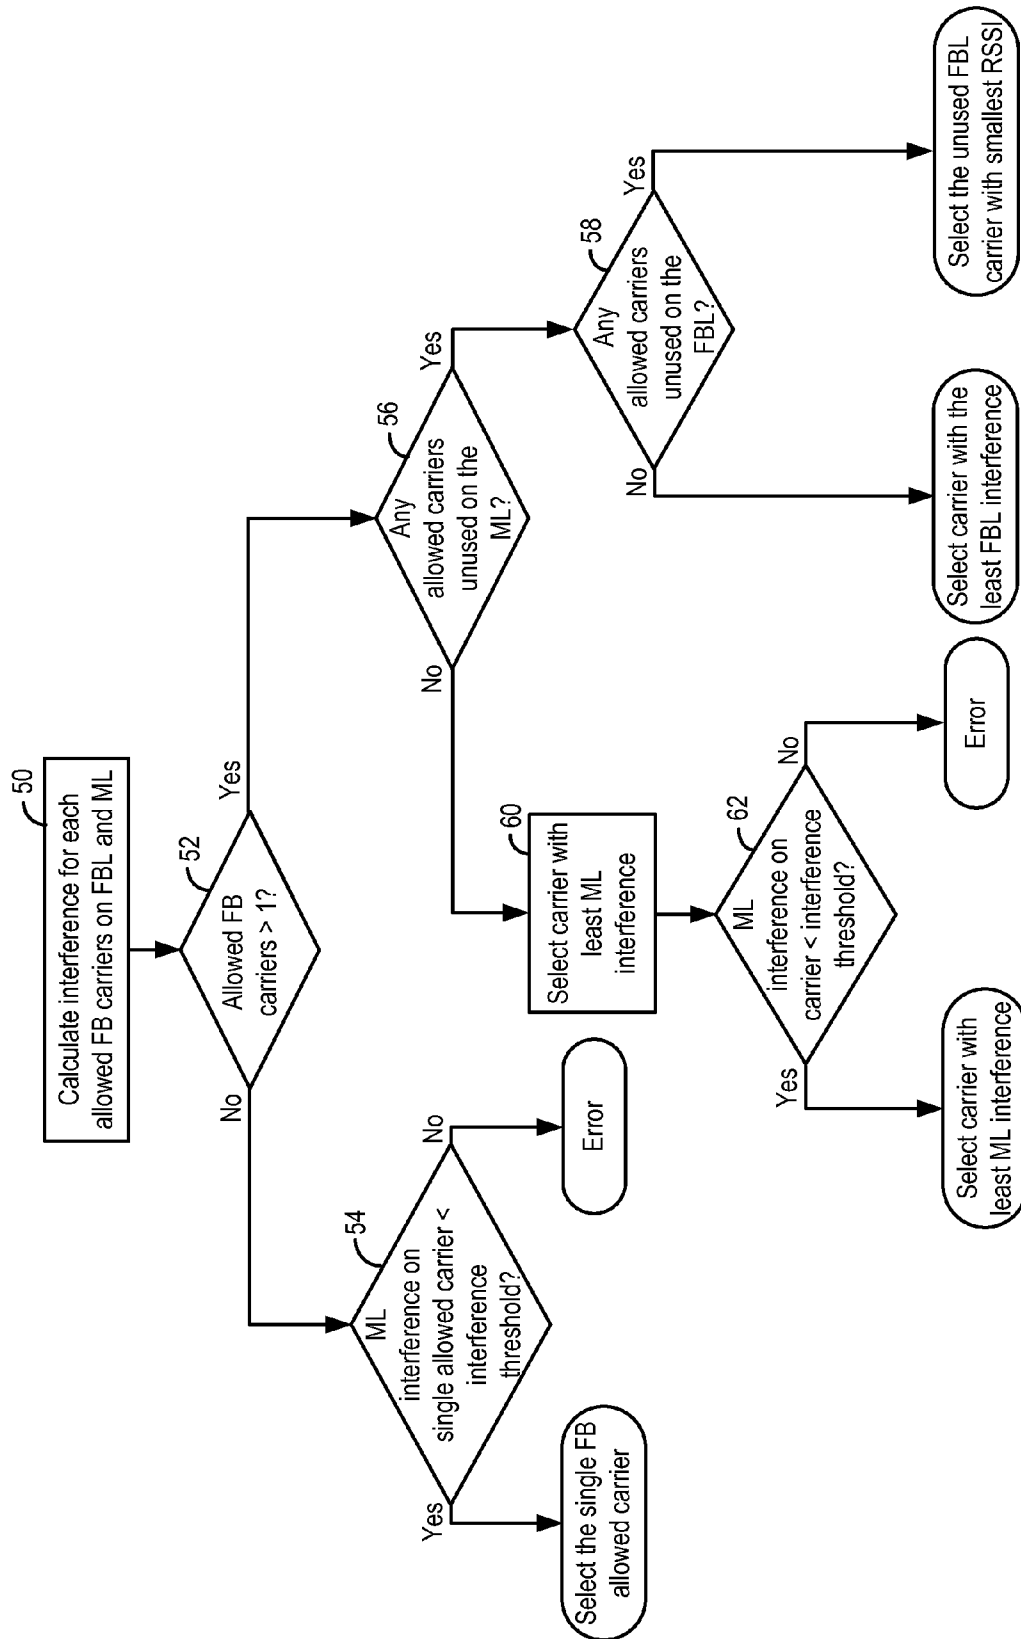 50
Calculate interference for each
allowed FB carriers on FBL and ML
52
Allowed FB
carriers > 1?
No
Yes
54
ML
interference on
single allowed carrier <
interference
threshold?
Yes
No
Select the single FB
allowed carrier
Error
56
Any
allowed carriers
unused on the
ML?
No
Yes
60
Select carrier with
least ML
interference
62
ML
interference on
carrier < interference
threshold?
Yes
No
Select carrier with
least ML interference
Error
58
Any
allowed carriers
unused on the
FBL?
No
Yes
Select carrier with the
least FBL interference
Select the unused FBL
carrier with smallest RSSI